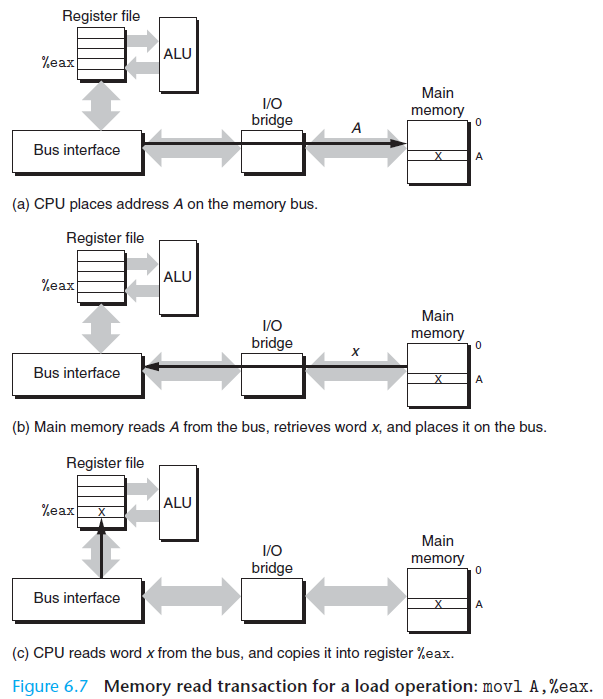 Register file
%eax
ALU
I/O
bridge
Main
memory
0
A
Bus interface
x
A
(a) CPU places address A on the memory bus.
Register file
%eax
ALU
I/O
bridge
Main
memory
0
x
Bus interface
x
A
(b) Main memory reads A from the bus, retrieves word x, and places it on the bus.
Register file
%eax
x
ALU
I/O
bridge
Main
memory
0
Bus interface
x
A
(c) CPU reads word x from the bus, and copies it into register %eax.
Figure 6.7 Memory read transaction for a load operation: movl A,%eax.